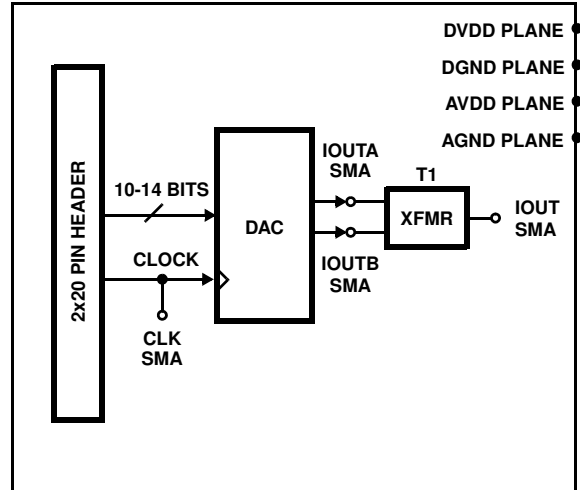 DVDD PLANE
DGND PLANE
AVDD PLANE
AGND PLANE
2x20 PIN HEADER
10-14 BITS
CLOCK
CLK
SMA
DAC
IOUTA
SMA
IOUTB
SMA
T1
XFMR
IOUT
SMA